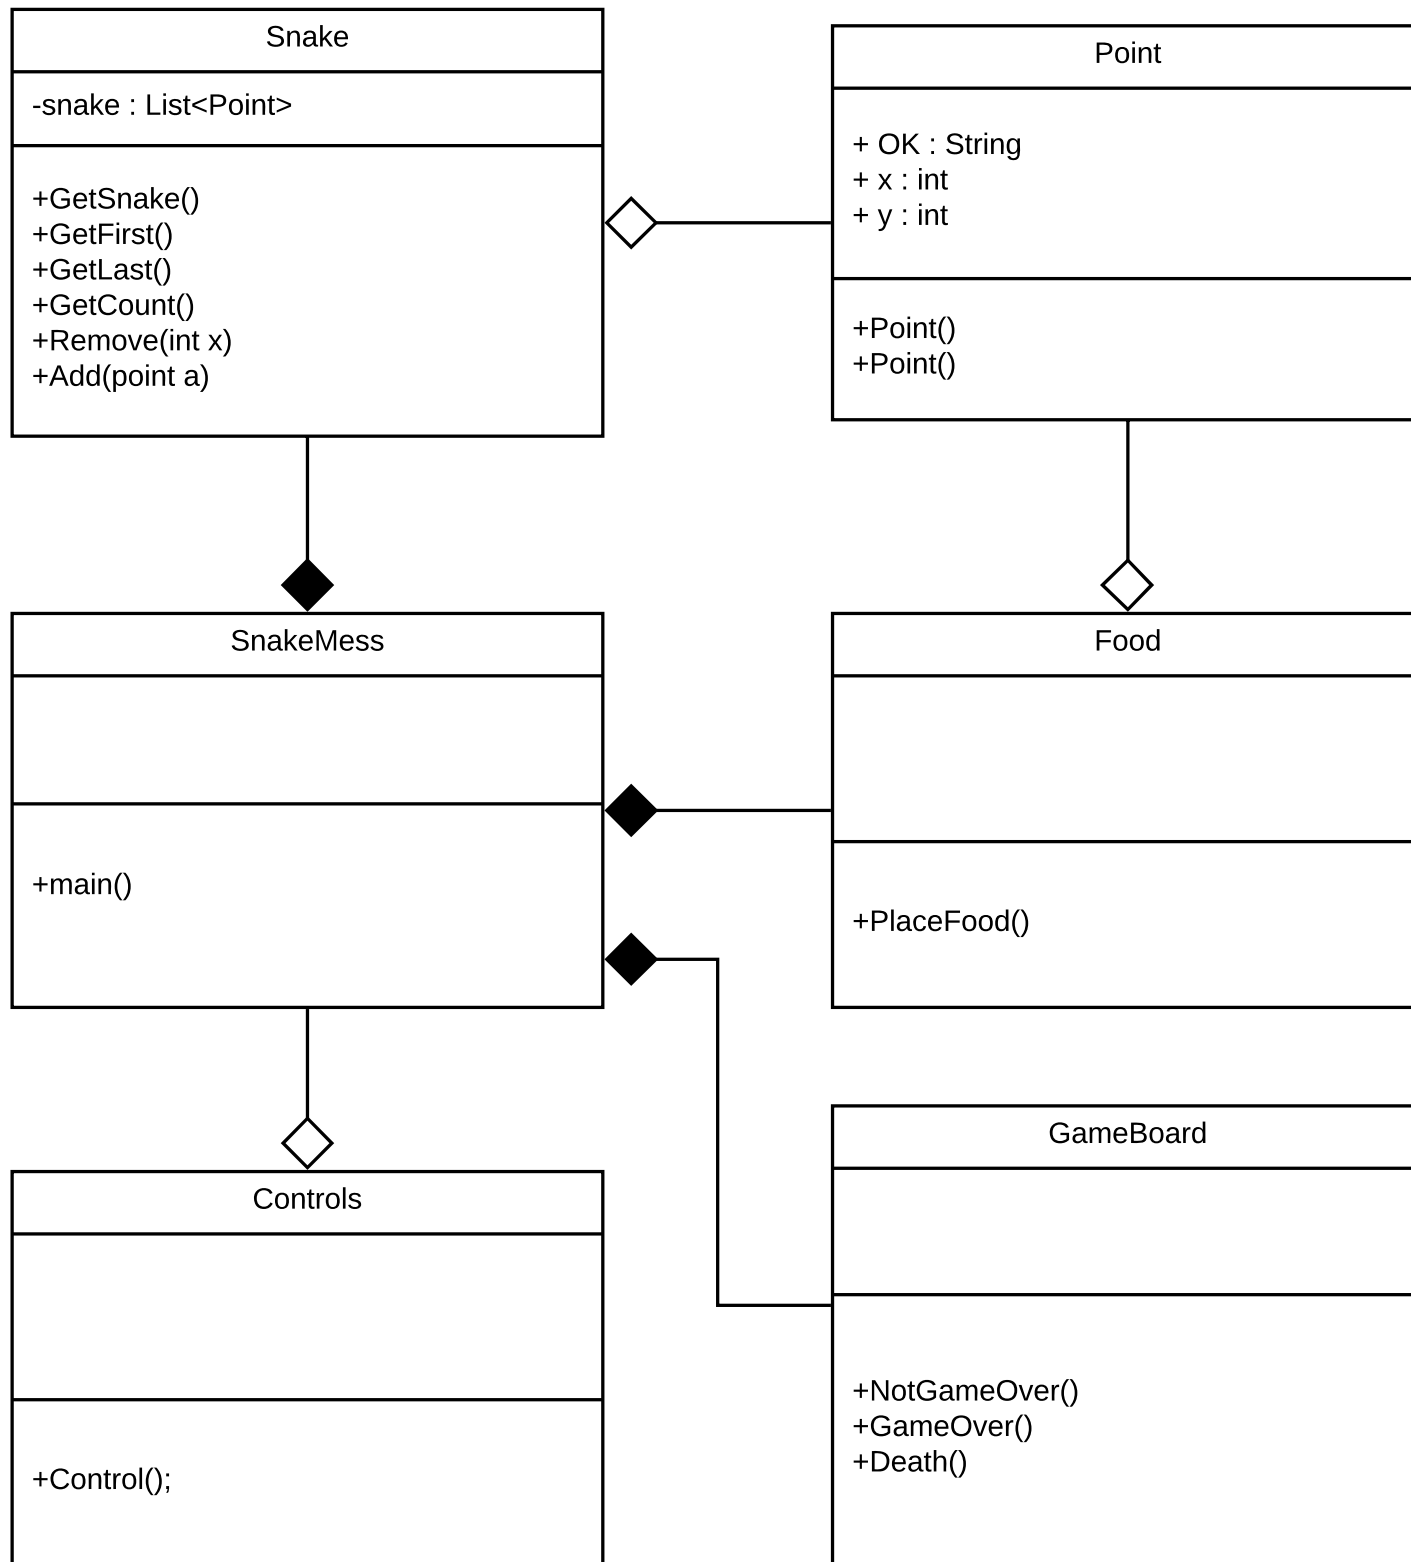 Snake
-snake : List<Point>
+GetSnake()
+GetFirst()
+GetLast()
+GetCount()
+Remove(int x)
+Add(point a)
Point
+ OK : String
+ x : int
+ y : int
+Point()
+Point()
SnakeMess
+main()
Food
+PlaceFood()
Controls
+Control();
GameBoard
+NotGameOver()
+GameOver()
+Death()